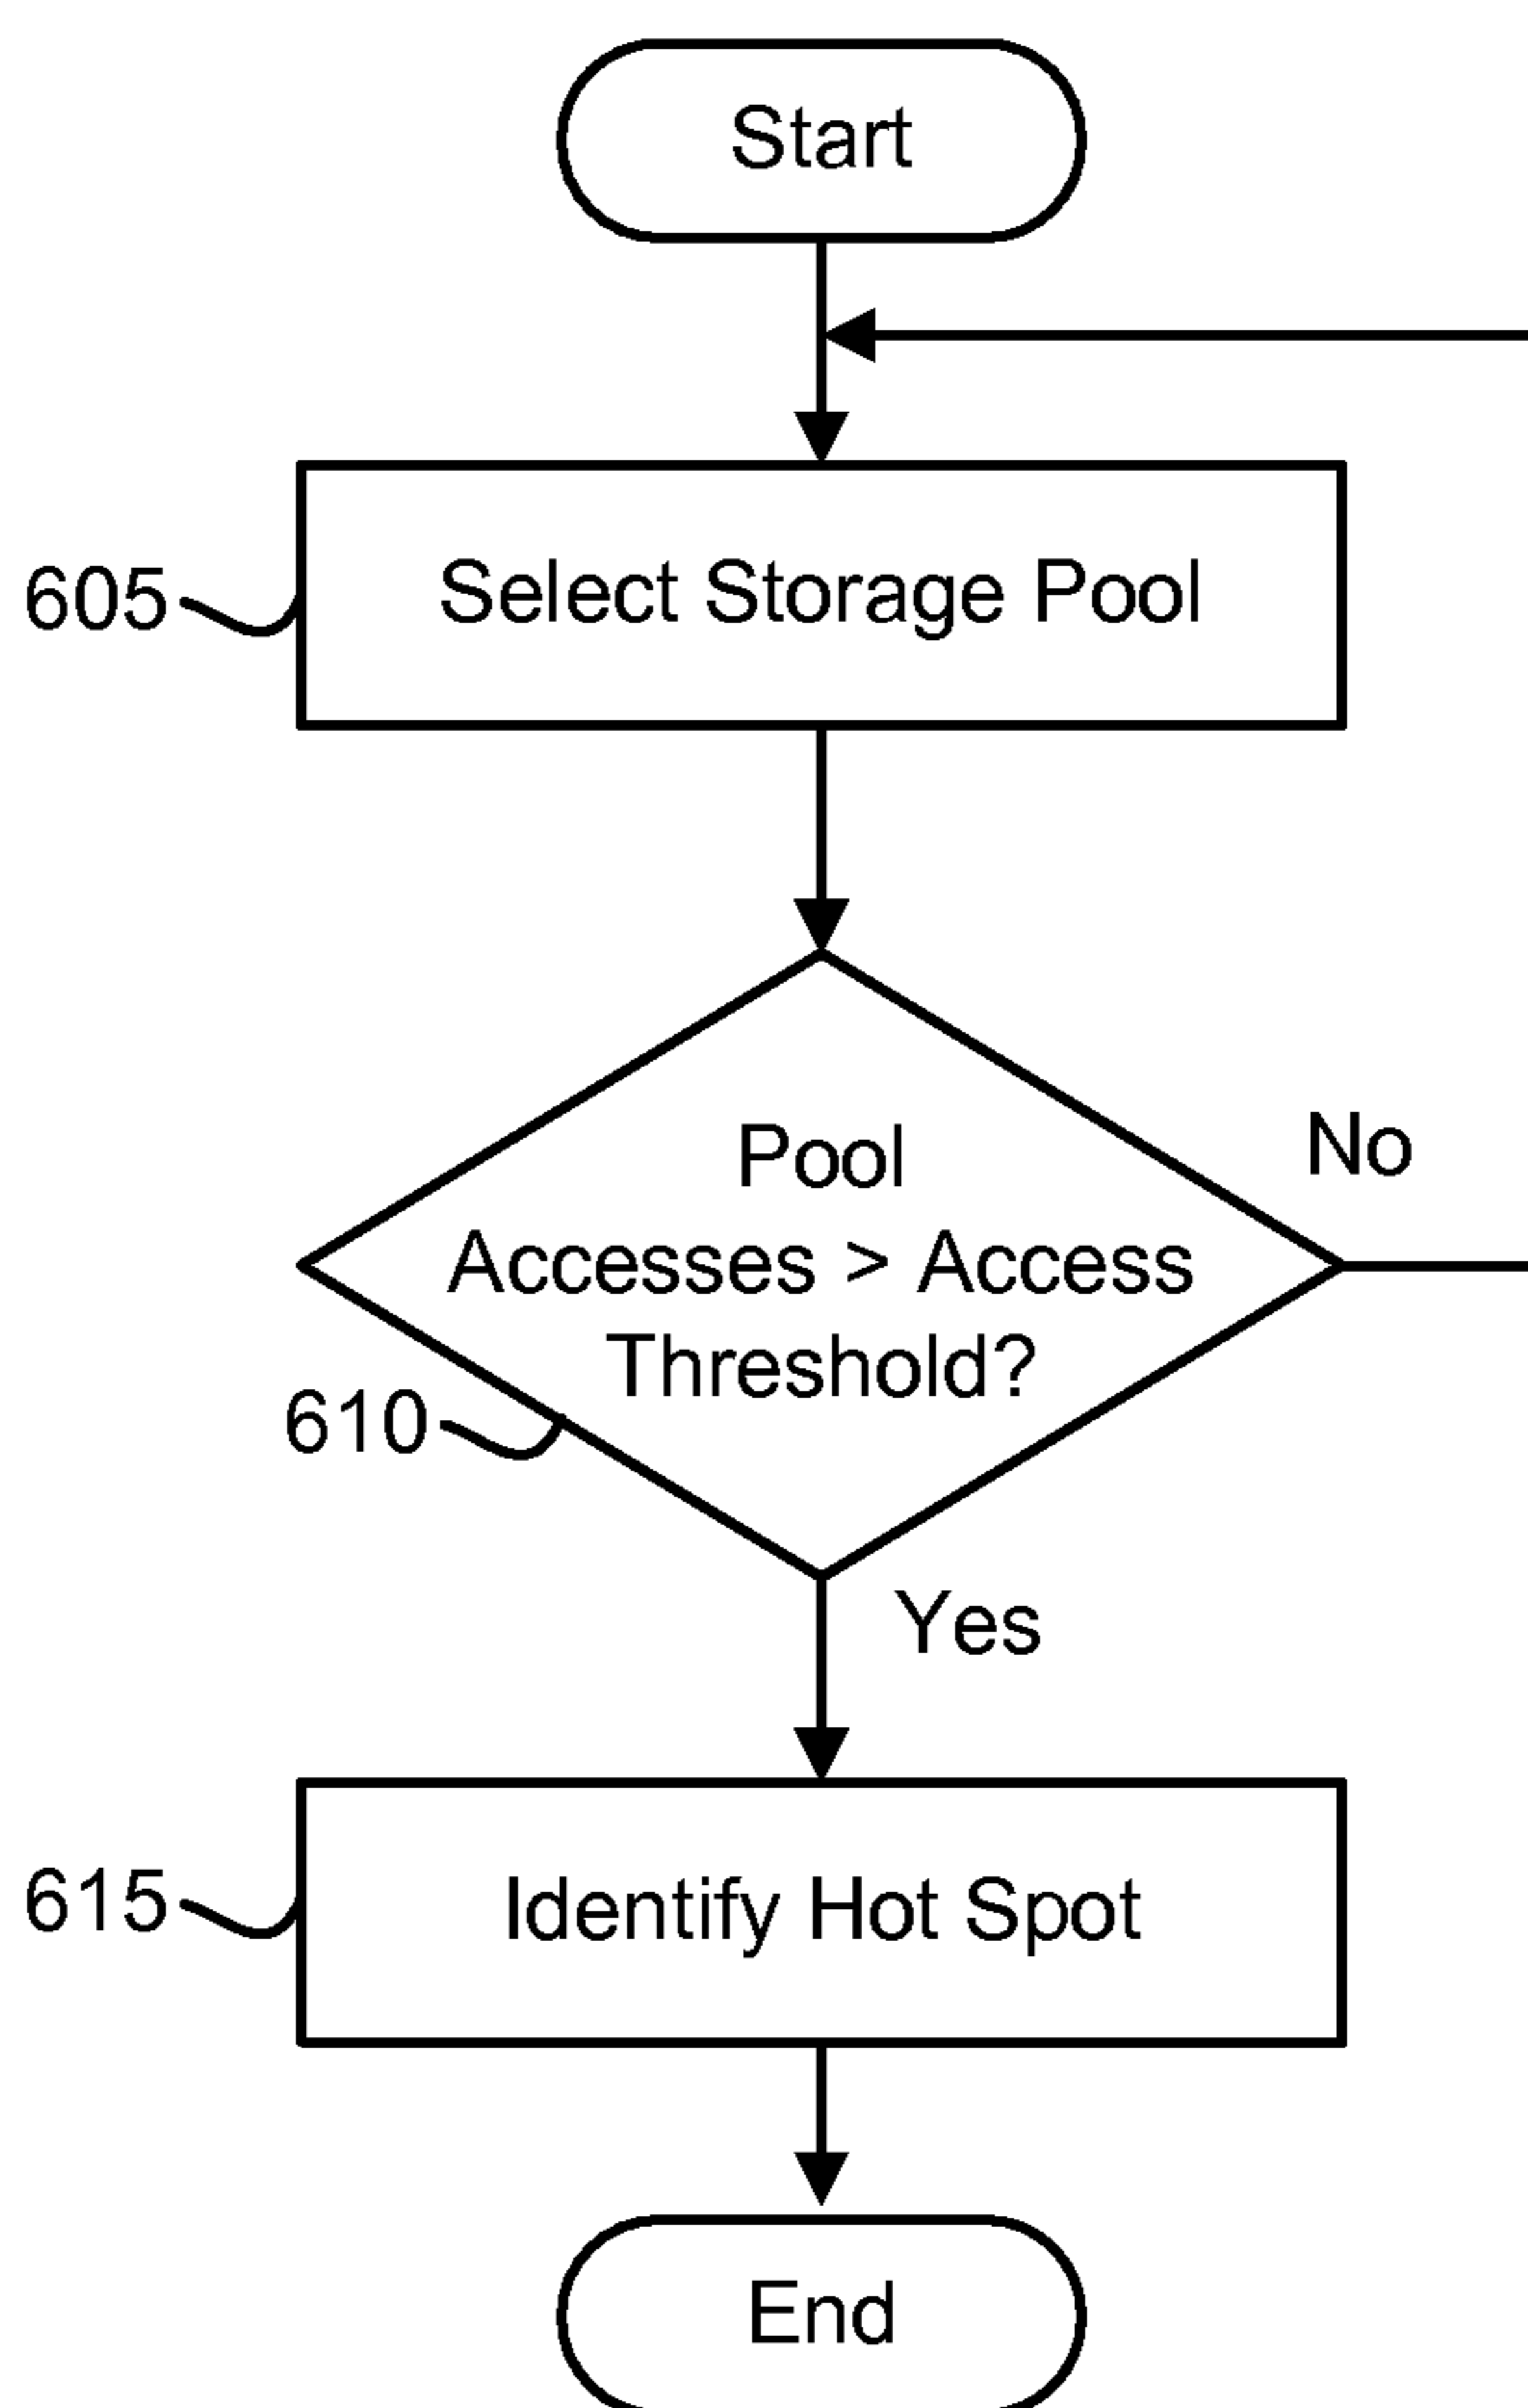 Start
605
Select Storage Pool
Pool
Accesses > Access
Threshold?
No
610
Yes
615
Identify Hot Spot
End